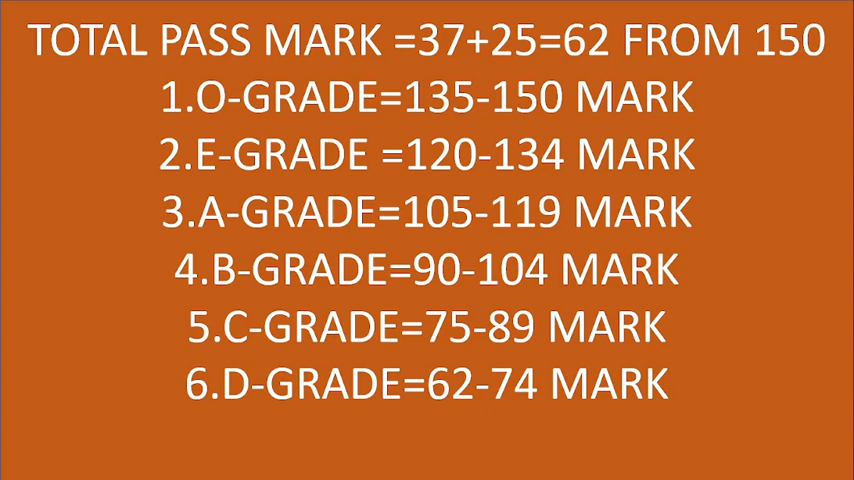 TOTAL PASS MARK =37+25=62 FROM 150
1.O-GRADE=135-150 MARK
2.E-GRADE =120-134 MARK
3.A-GRADE=105-119 MARK
4.B-GRADE=90-104 MARK
5.C-GRADE=75-89 MARK
6.D-GRADE=62-74 MARK